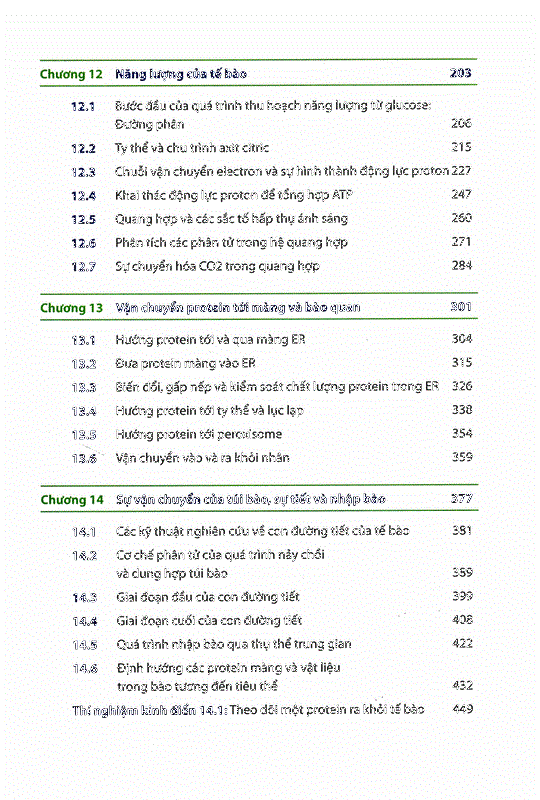 Chương 12 Năng lượng của tế bào 203
12.1 Bước đầu của quá trình thu hoạch năng lượng từ glucose:
Đường phân 206
12.2 Ty thể và chu trình axit citric 215
12.3 Chuỗi vận chuyển electron và sự hình thành động lực proton 227
12.4 Khai thác động lực proton để tổng hợp ATP 247
12.5 Quang hợp và các sắc tố hấp thụ ánh sáng 260
12.6 Phân tích các phân tử trong hệ quang hợp 271
12.7 Sự chuyển hóa CO2 trong quang hợp 284
Chương 13 Vận chuyển protein tới màng và bào quan 301
13.1 Hướng protein tới và qua màng ER 304
13.2 Đưa protein màng vào ER 315
13.3 Biến đổi, gấp nếp và kiểm soát chất lượng protein trong ER 326
13.4 Hướng protein tới ty thể và lục lạp 338
13.5 Hướng protein tới peroxisome 354
13.6 Vận chuyển vào và ra khỏi nhân 359
Chương 14 Sự vận chuyển của túi bào, sự tiết và nhập bào 377
14.1 Các kỹ thuật nghiên cứu về con đường tiết của tế bào 381
14.2 Cơ chế phân tử của quá trình nảy chồi
và dung hợp túi bào 389
14.3 Giai đoạn đầu của con đường tiết 399
14.4 Giai đoạn cuối của con đường tiết 408
14.5 Quá trình nhập bào qua thụ thể trung gian 422
14.6 Định hướng các protein màng và vật liệu
trong bào tương đến tiêu thể 432
Thí nghiệm kinh điển 14.1: Theo dõi một protein ra khỏi tế bào 449